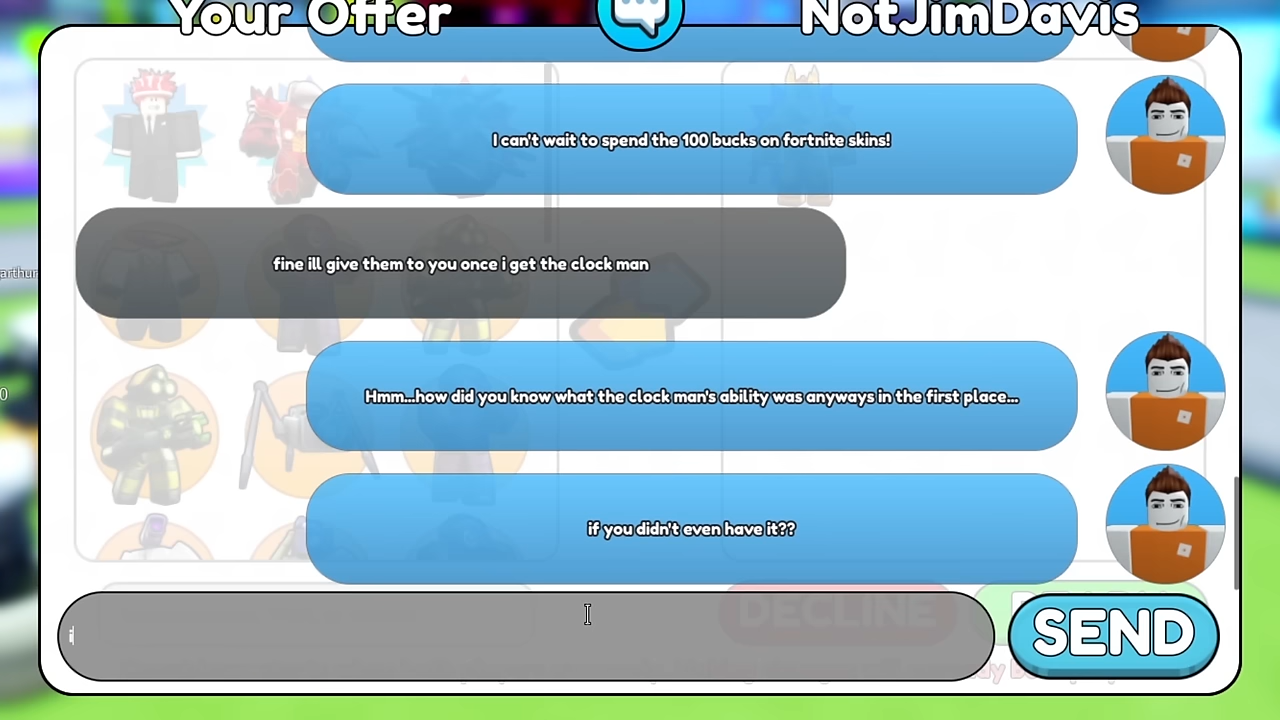 Your Offer
NotJimDavis
I can't wait to spend the 100 bucks on fortnite skins!
fine ill give them to you once i get the clock man
arthur
Hmm...how did you know what the clock man's ability was anyways in the first place...
0
if you didn't even have it??
DECLINE
i
SEND